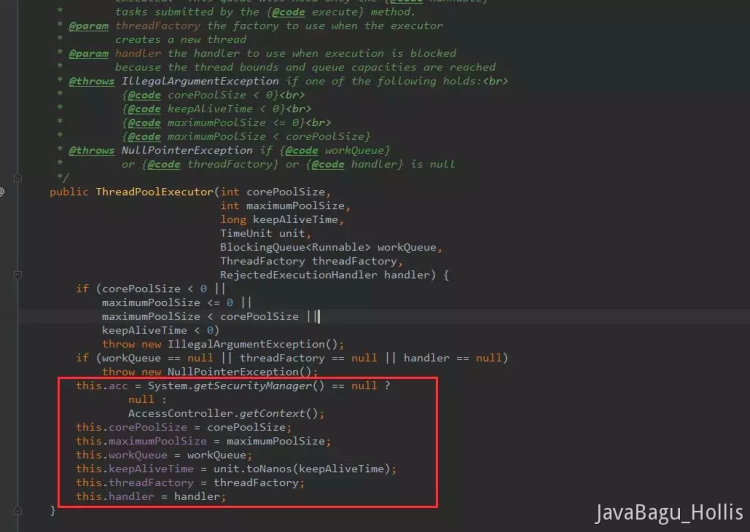 *        tasks submitted by the {@code execute} method.
* @param threadFactory the factory to use when the executor
*        creates a new thread
* @param handler the handler to use when execution is blocked
*        because the thread bounds and queue capacities are reached
* @throws IllegalArgumentException if one of the following holds:<br>
*         {@code corePoolSize < 0}<br>
*         {@code keepAliveTime < 0}<br>
*         {@code maximumPoolSize <= 0}<br>
*         {@code maximumPoolSize < corePoolSize}
* @throws NullPointerException if {@code workQueue}
*         or {@code threadFactory} or {@code handler} is null
*/
public ThreadPoolExecutor(int corePoolSize,
int maximumPoolSize,
long keepAliveTime,
TimeUnit unit,
BlockingQueue<Runnable> workQueue,
ThreadFactory threadFactory,
RejectedExecutionHandler handler) {
if (corePoolSize < 0 ||
maximumPoolSize <= 0 ||
maximumPoolSize < corePoolSize ||
keepAliveTime < 0)
throw new IllegalArgumentException();
if (workQueue == null || threadFactory == null || handler == null)
throw new NullPointerException();
this.acc = System.getSecurityManager() == null ?
null :
AccessController.getContext();
this.corePoolSize = corePoolSize;
this.maximumPoolSize = maximumPoolSize;
this.workQueue = workQueue;
this.keepAliveTime = unit.toNanos(keepAliveTime);
this.threadFactory = threadFactory;
this.handler = handler;
}
JavaBagu_Hollis